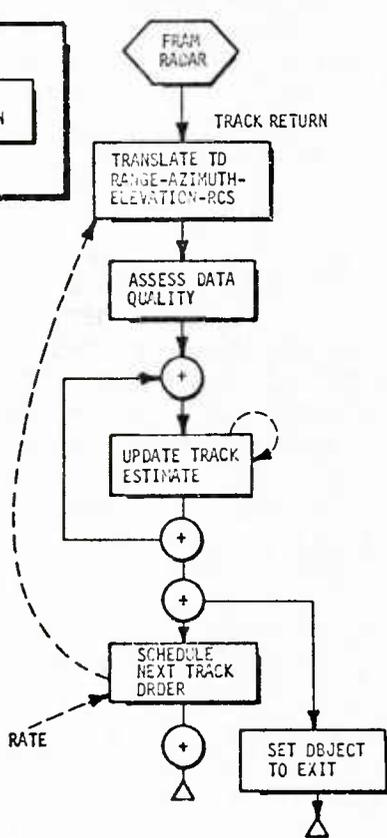 N
FRAM
RADAR
TRACK RETURN
TRANSLATE TD
RANGE-AZIMUTH-
ELEVATION-RCS
ASSESS DATA
QUALITY
+
UPDATE TRACK
ESTIMATE
+
+
SCHEDULE
NEXT TRACK
DRDER
RATE
+
SET DBJECT
TO EXIT